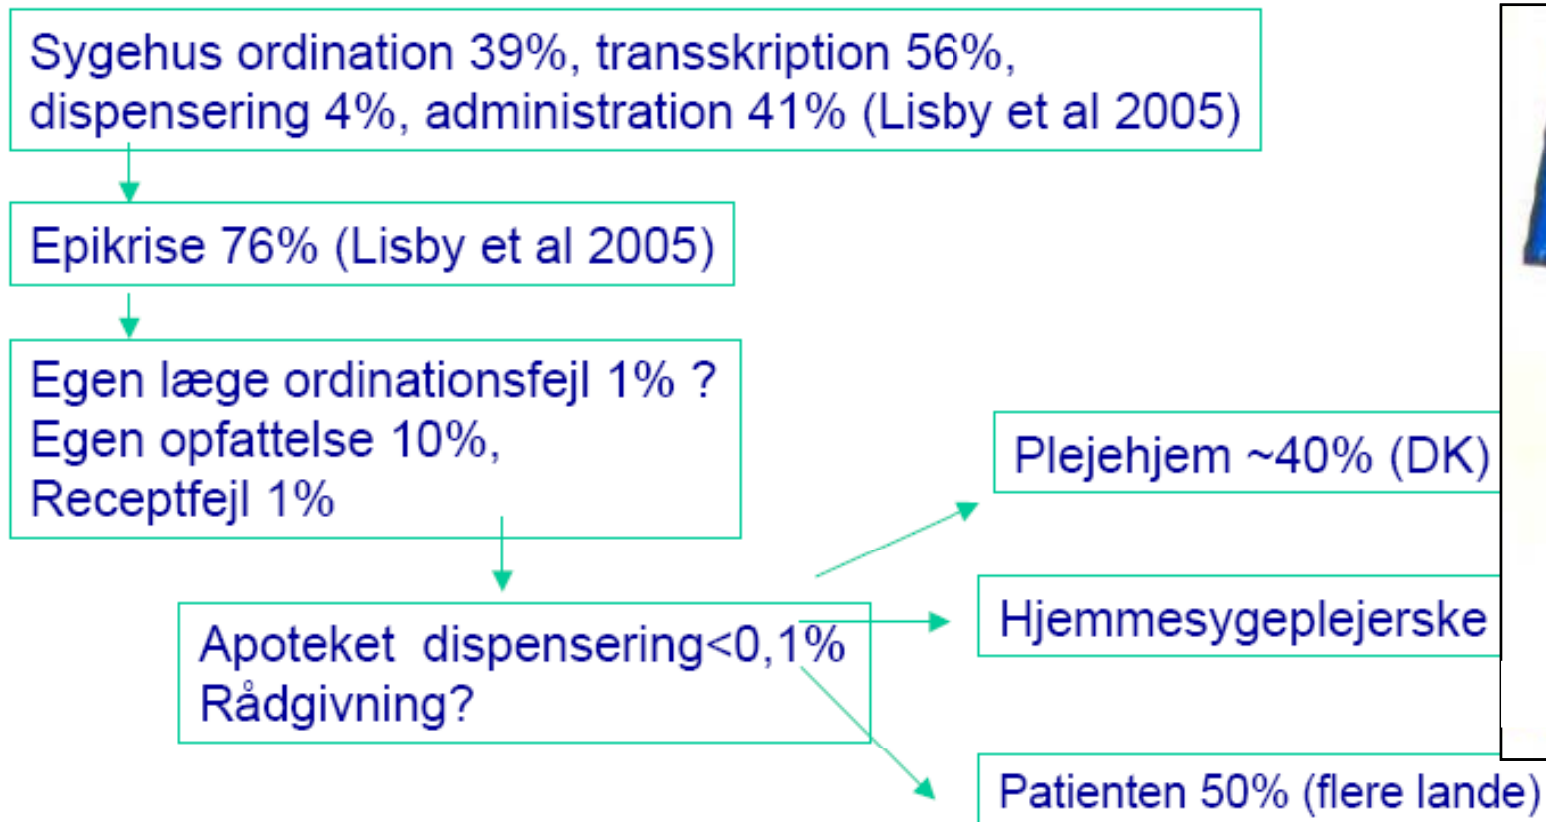 Sygehus ordination 39%, transskription 56%,
dispensering 4%, administration 41% (Lisby et al 2005)
Epikrise 76% (Lisby et al 2005)
Egen læge ordinationsfejl 1% ?
Egen opfattelse 10%,
Receptfejl 1%
Apoteket dispensering<0,1%
Rådgivning?
Plejehjem ~40% (DK)
Hjemmesygeplejerske
Patienten 50% (flere lande)